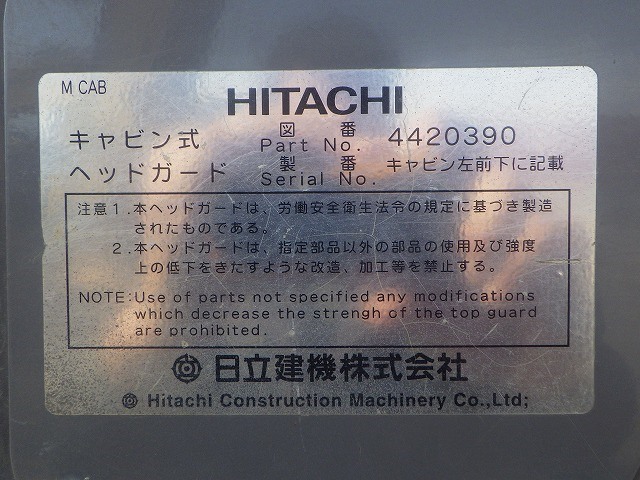 M CAB
HITACHI
キャビン式 図番 4420390
Part No.
ヘッドガード 製番 キャビン左前下に記載
Serial No.
注意1.本ヘッドガードは、労働安全衛生法令の規定に基づき製造
されたものである。
2.本ヘッドガードは、指定部品以外の部品の使用及び強度
上の低下をきたすような改造、加工等を禁止する。
NOTE:Use of parts not specified any modifications
which decrease the strengh of the top guard
are prohibited.
日立建機株式会社
Hitachi Construction Machinery Co.,Ltd;